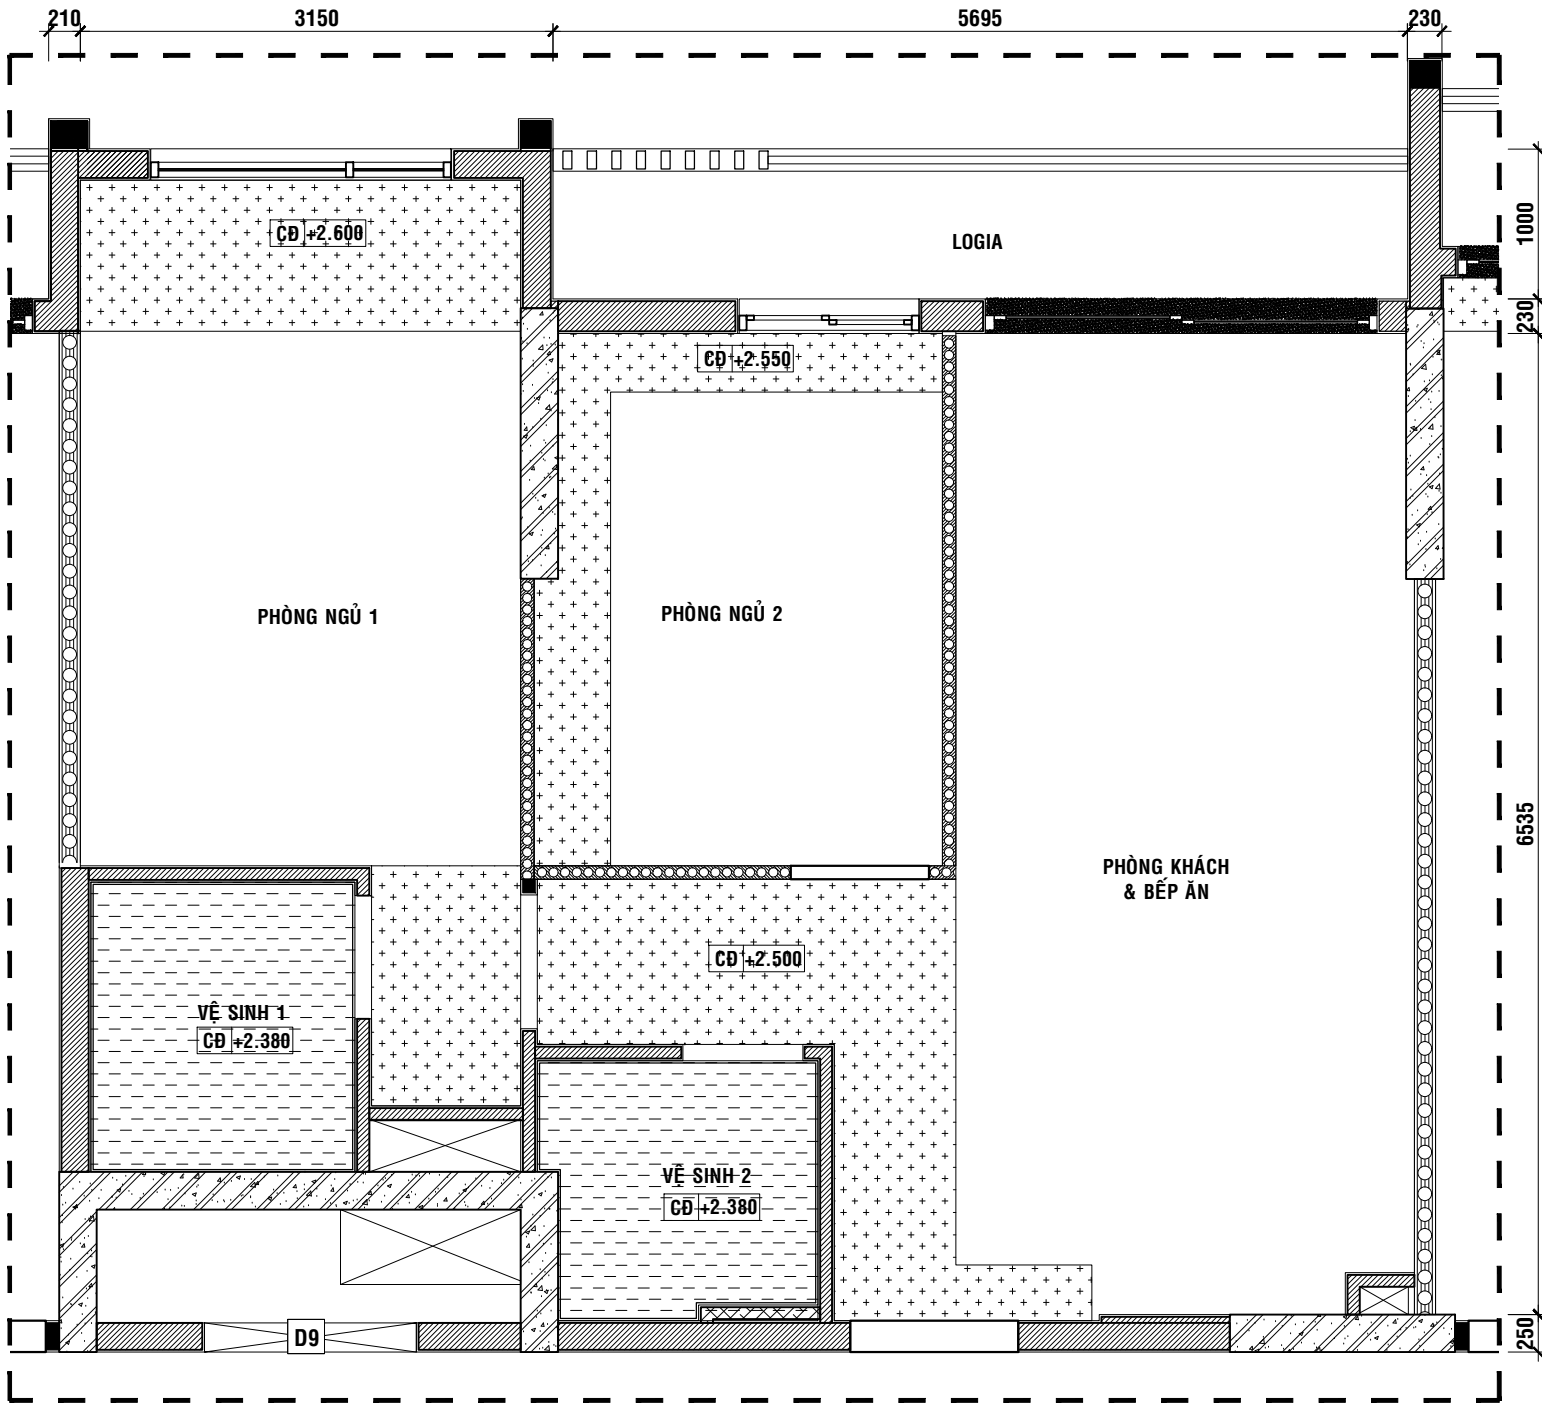 210
3150
5695
230
CĐ +2.600
LOGIA
1000
230
CĐ +2.550
PHÒNG NGỦ 1
PHÒNG NGỦ 2
6535
PHÒNG KHÁCH
& BẾP ĂN
CĐ +2.500
VỆ SINH 1
CĐ +2.380
VỆ SINH 2
CĐ +2.380
D9
250